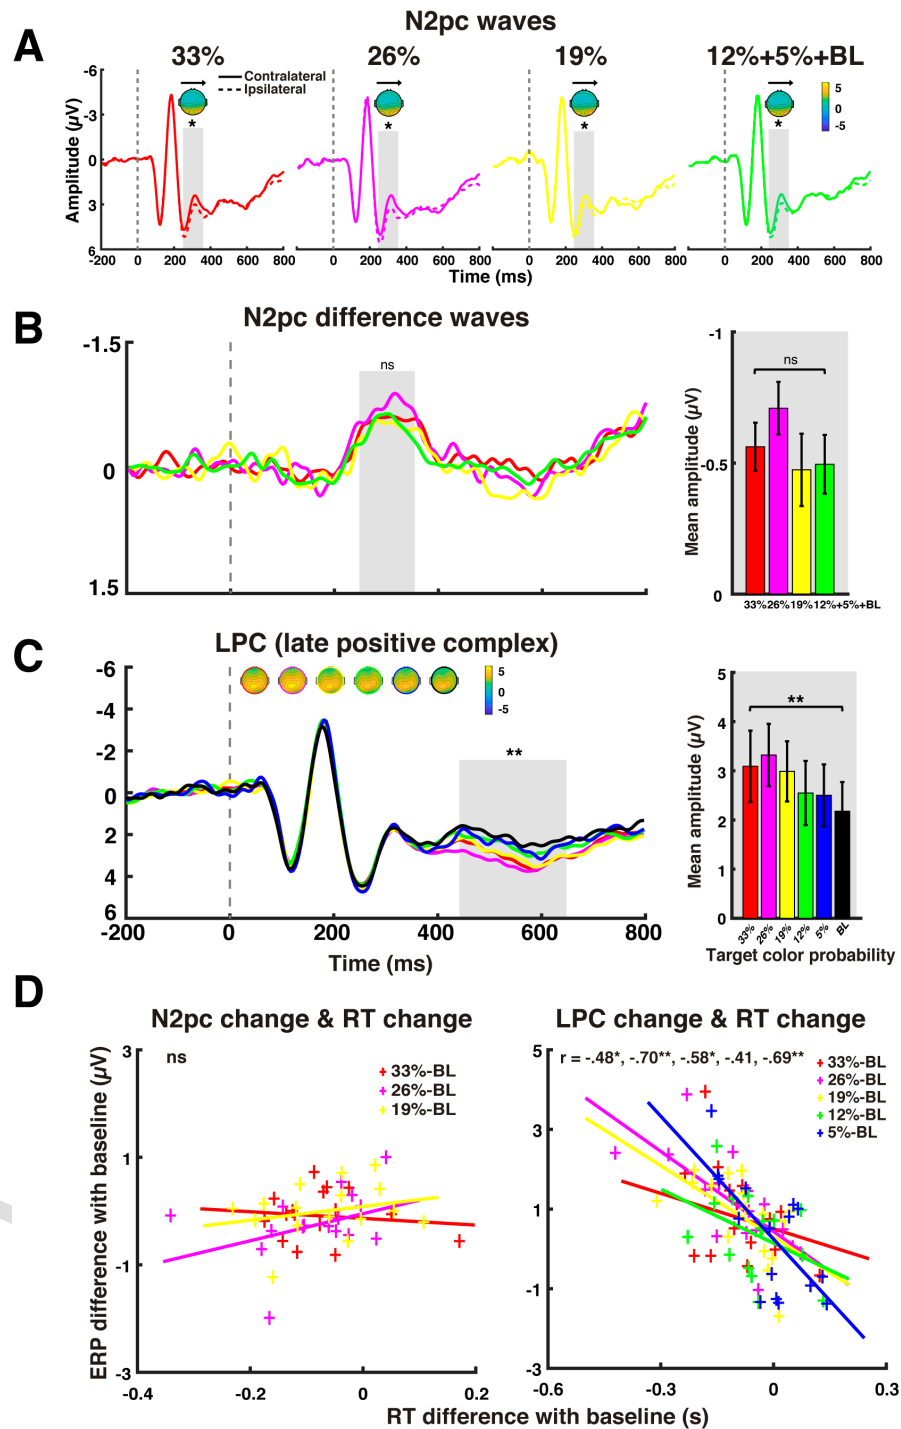 N2pc waves
A
33% 26% 19% 12%+5%+BL
Contralateral
Ipsilateral
5
0
-5
* * * *
Amplitude (µV)
-6
-3
0
3
6
-200 0 200 400 600 800 0 200 400 600 800 0 200 400 600 800 0 200 400 600 800
Time (ms)
B
N2pc difference waves
-1.5
0
1.5
ns
Mean amplitude (µV)
-1
-0.5
0
ns
33% 26% 19% 12%+5%+BL
C
LPC (late positive complex)
5
0
-5
-6
-4
-2
0
2
4
6
**
-200 0 200 400 600 800
Time (ms)
Mean amplitude (µV)
5
4
3
2
1
0
**
33% 26% 19% 12% 5% BL
Target color probability
D
N2pc change & RT change
ERP difference with baseline (µV)
3
1
-1
-3
ns
33%-BL
26%-BL
19%-BL
-0.4 -0.2 0 0.2
LPC change & RT change
5
3
1
-1
-3
r = -.48*, -.70**, -.58*, -.41, -.69**
33%-BL
26%-BL
19%-BL
12%-BL
5%-BL
-0.6 -0.3 0 0.3
RT difference with baseline (s)